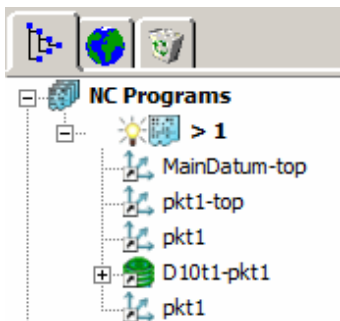 NC Programs
> 1
MainDatum-top
pkt1-top
pkt1
D10t1-pkt1
pkt1